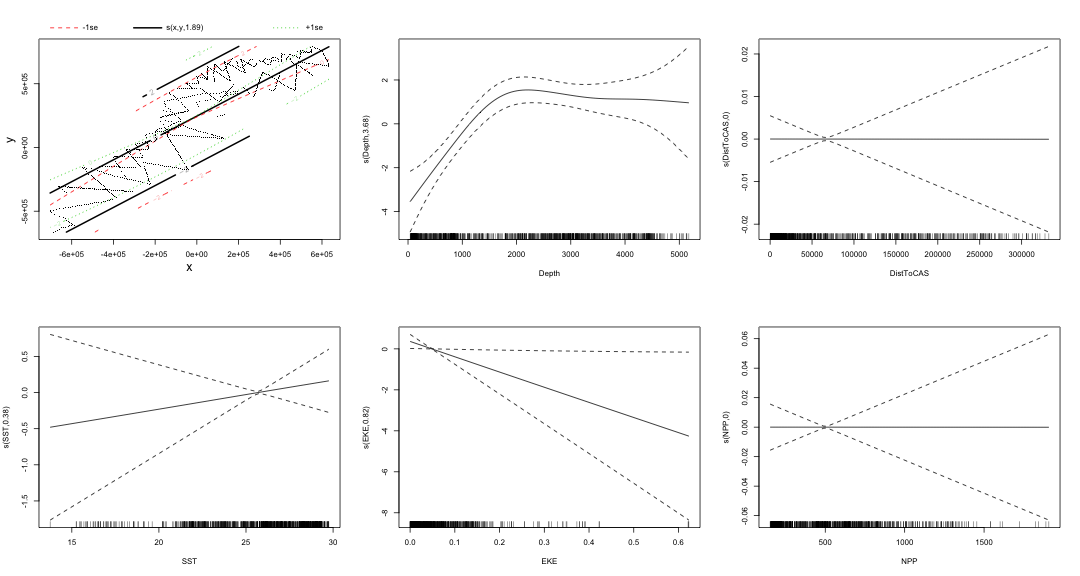 -1se s(x,y,1.89) +1se
y
5e+05
0e+00
-5e+05
-6e+05 -4e+05 -2e+05 0e+00 2e+05 4e+05 6e+05
x
s(Depth,3.68)
2
0
-2
-4
0 1000 2000 3000 4000 5000
Depth
s(DistToCAS,0)
0.02
0.01
0.00
-0.01
-0.02
0 50000 100000 150000 200000 250000 300000
DistToCAS
s(SST,0.38)
0.5
0.0
-0.5
-1.0
-1.5
15 20 25 30
SST
s(EKE,0.82)
0
-2
-4
-6
-8
0.0 0.1 0.2 0.3 0.4 0.5 0.6
EKE
s(NPP,0)
0.06
0.04
0.02
0.00
-0.02
-0.04
-0.06
500 1000 1500
NPP